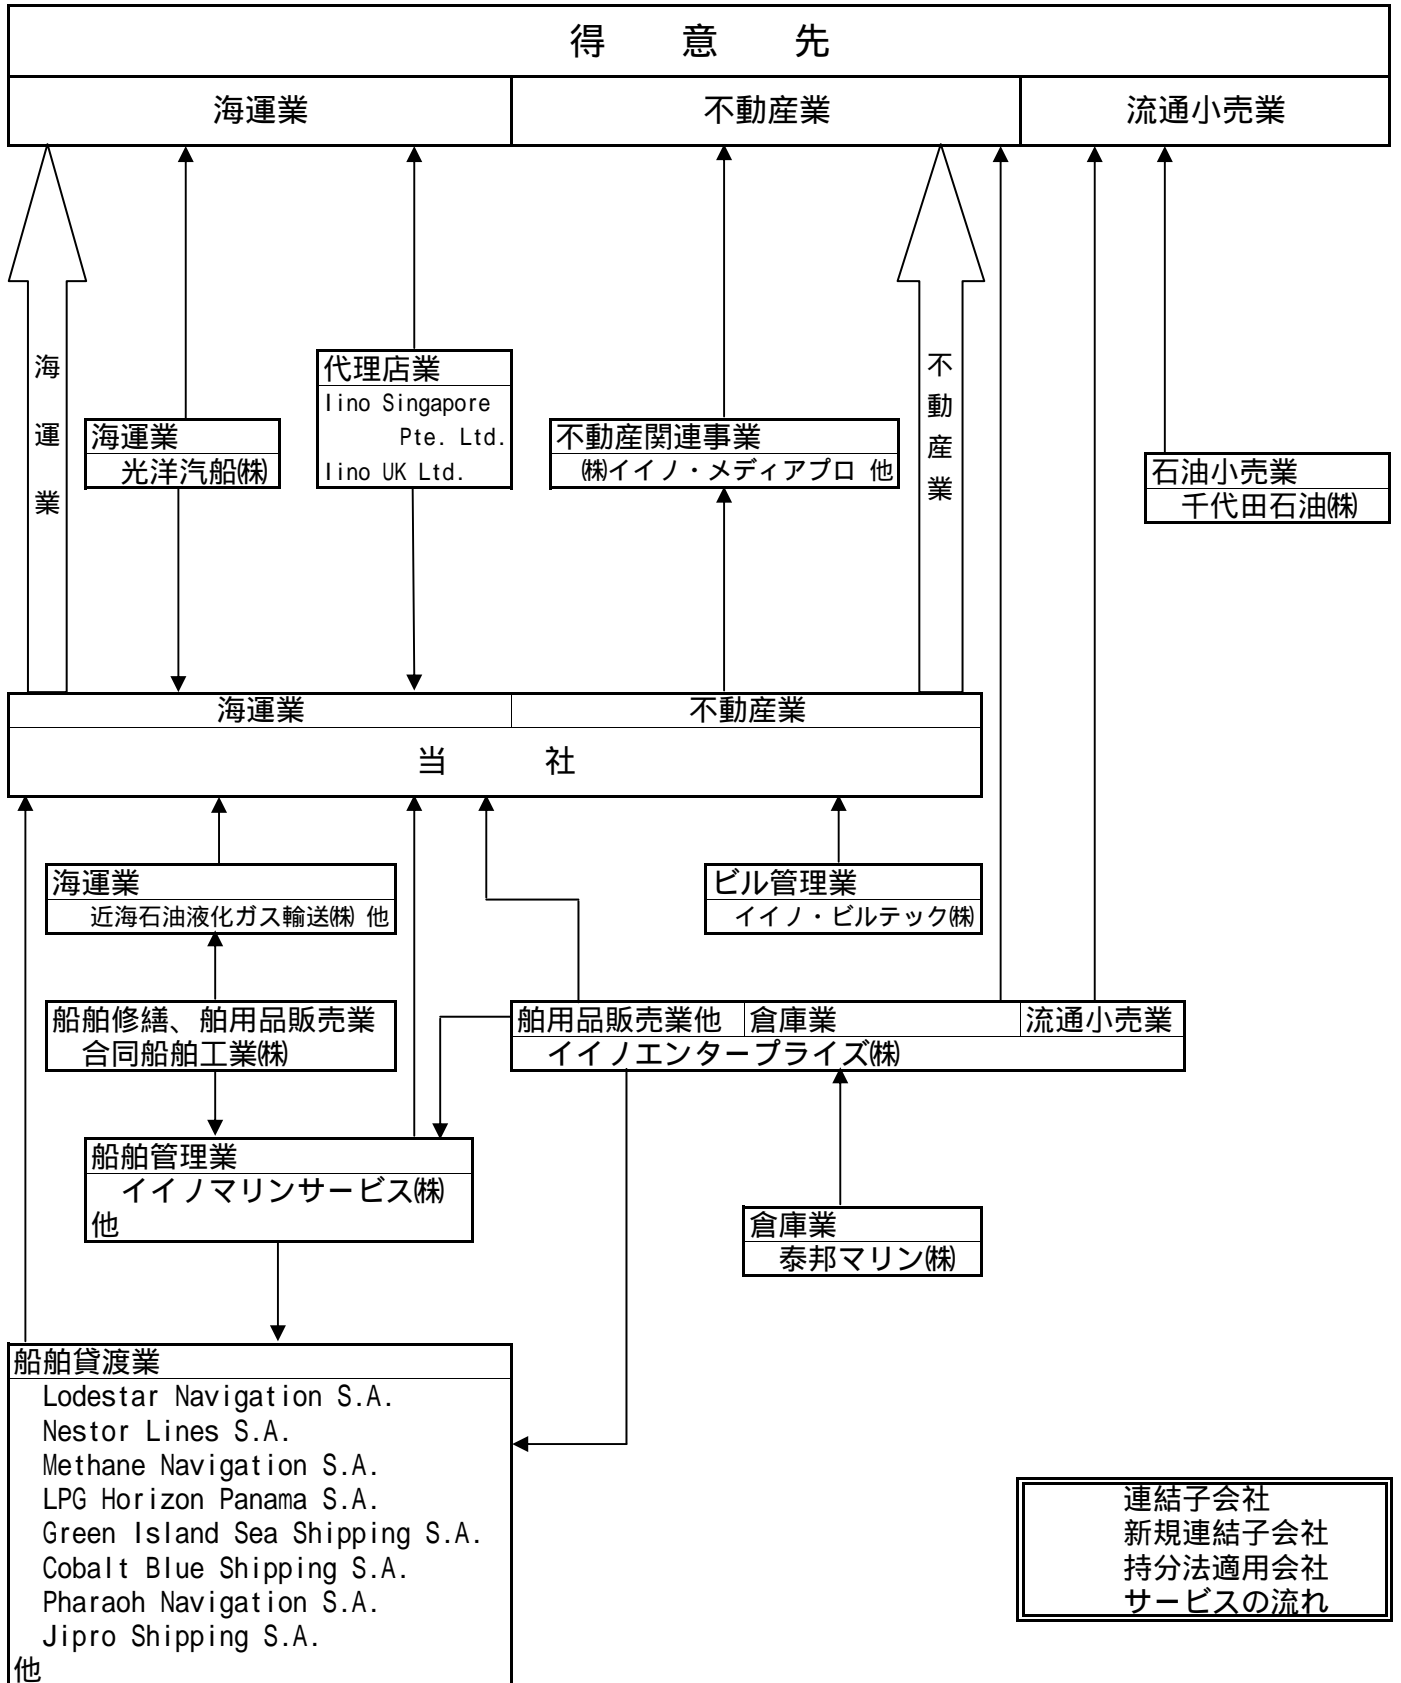 得 意 先
海運業 不動産業 流通小売業
海運業
不動産業
代理店業
Iino Singapore
Pte. Ltd.
Iino UK Ltd.
海運業
光洋汽船㈱
不動産関連事業
㈱イイノ・メディアプロ 他
石油小売業
千代田石油㈱
海運業 不動産業
当 社
海運業
近海石油液化ガス輸送㈱ 他
ビル管理業
イイノ・ビルテック㈱
船舶修繕、舶用品販売業
合同船舶工業㈱
舶用品販売業他 倉庫業 流通小売業
イイノエンタープライズ㈱
船舶管理業
イイノマリンサービス㈱
他
倉庫業
泰邦マリン㈱
船舶貸渡業
Lodestar Navigation S.A.
Nestor Lines S.A.
Methane Navigation S.A.
LPG Horizon Panama S.A.
Green Island Sea Shipping S.A.
Cobalt Blue Shipping S.A.
Pharaoh Navigation S.A.
Jipro Shipping S.A.
他
連結子会社
新規連結子会社
持分法適用会社
サービスの流れ